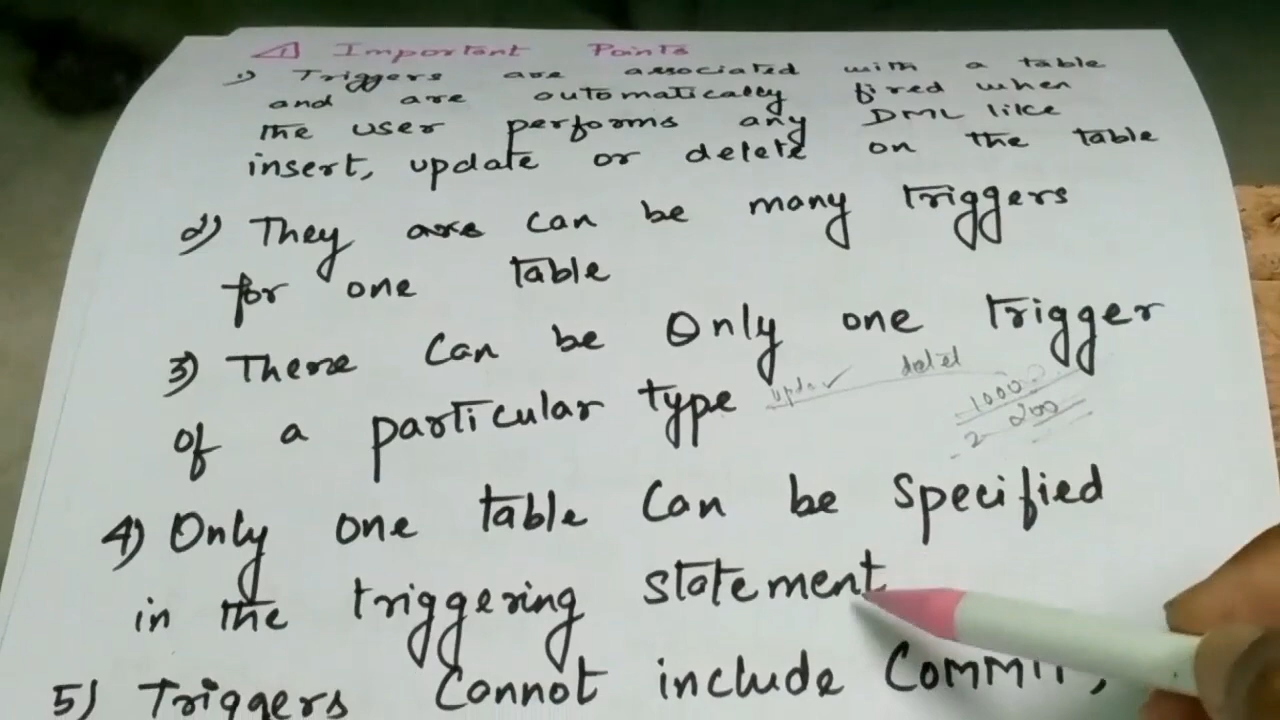 ⚠ Important Points
1) Triggers are associated with a table
and are automatically fired when
the user performs any DML like
insert, update or delete on the table
2) They are can be many triggers
for one table
3) There can be Only one trigger
of a particular type
1000
200
4) Only one table can be specified
in the triggering statement
5) Triggers Cannot include COMMIT,